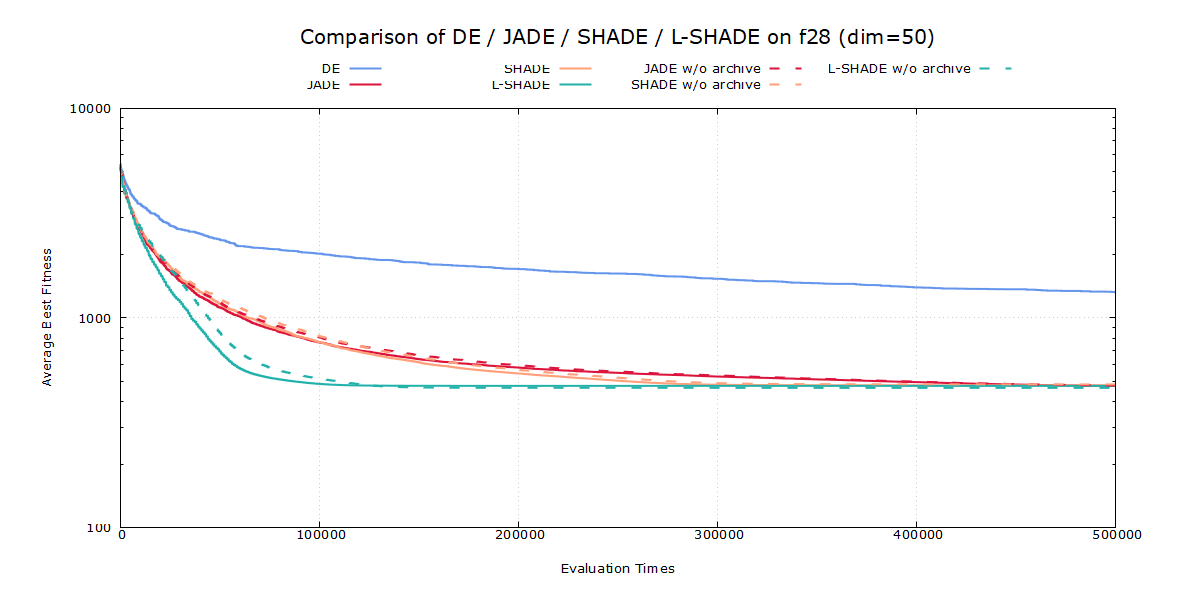 Comparison of DE / JADE / SHADE / L-SHADE on f28 (dim=50)
DE SHADE JADE w/o archive L-SHADE w/o archive
JADE L-SHADE SHADE w/o archive
10000
1000
100
Average Best Fitness
0 100000 200000 300000 400000 500000
Evaluation Times